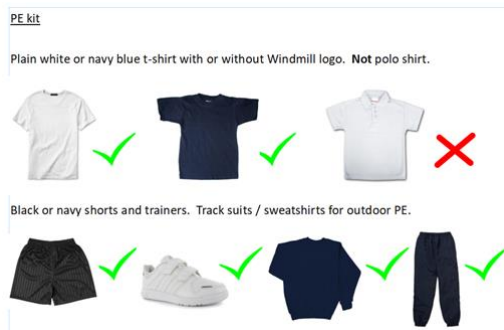 PE kit
Plain white or navy blue t-shirt with or without Windmill logo.  Not polo shirt.
Black or navy shorts and trainers.  Track suits / sweatshirts for outdoor PE.